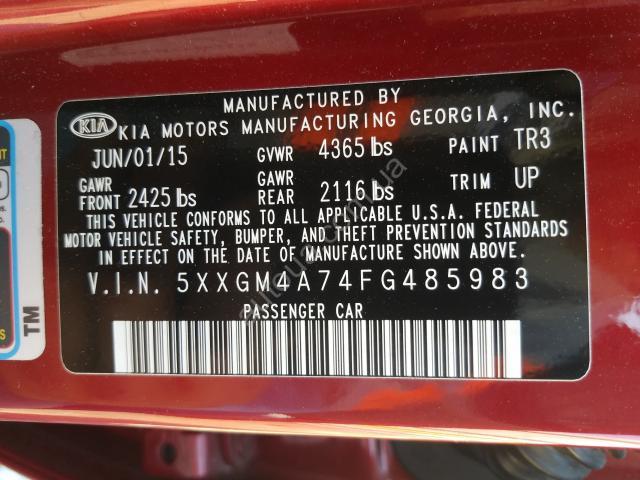 MANUFACTURED BY
KIA KIA MOTORS MANUFACTURING GEORGIA, INC.
JUN/01/15 GVWR 4365 lbs PAINT TR3
GAWR FRONT 2425 lbs GAWR REAR 2116 lbs TRIM UP
THIS VEHICLE CONFORMS TO ALL APPLICABLE U.S.A. FEDERAL
MOTOR VEHICLE SAFETY, BUMPER, AND THEFT PREVENTION STANDARDS
IN EFFECT ON THE DATE OF MANUFACTURE SHOWN ABOVE.
V.I.N. 5XXGM4A74FG485983
PASSENGER CAR
TM